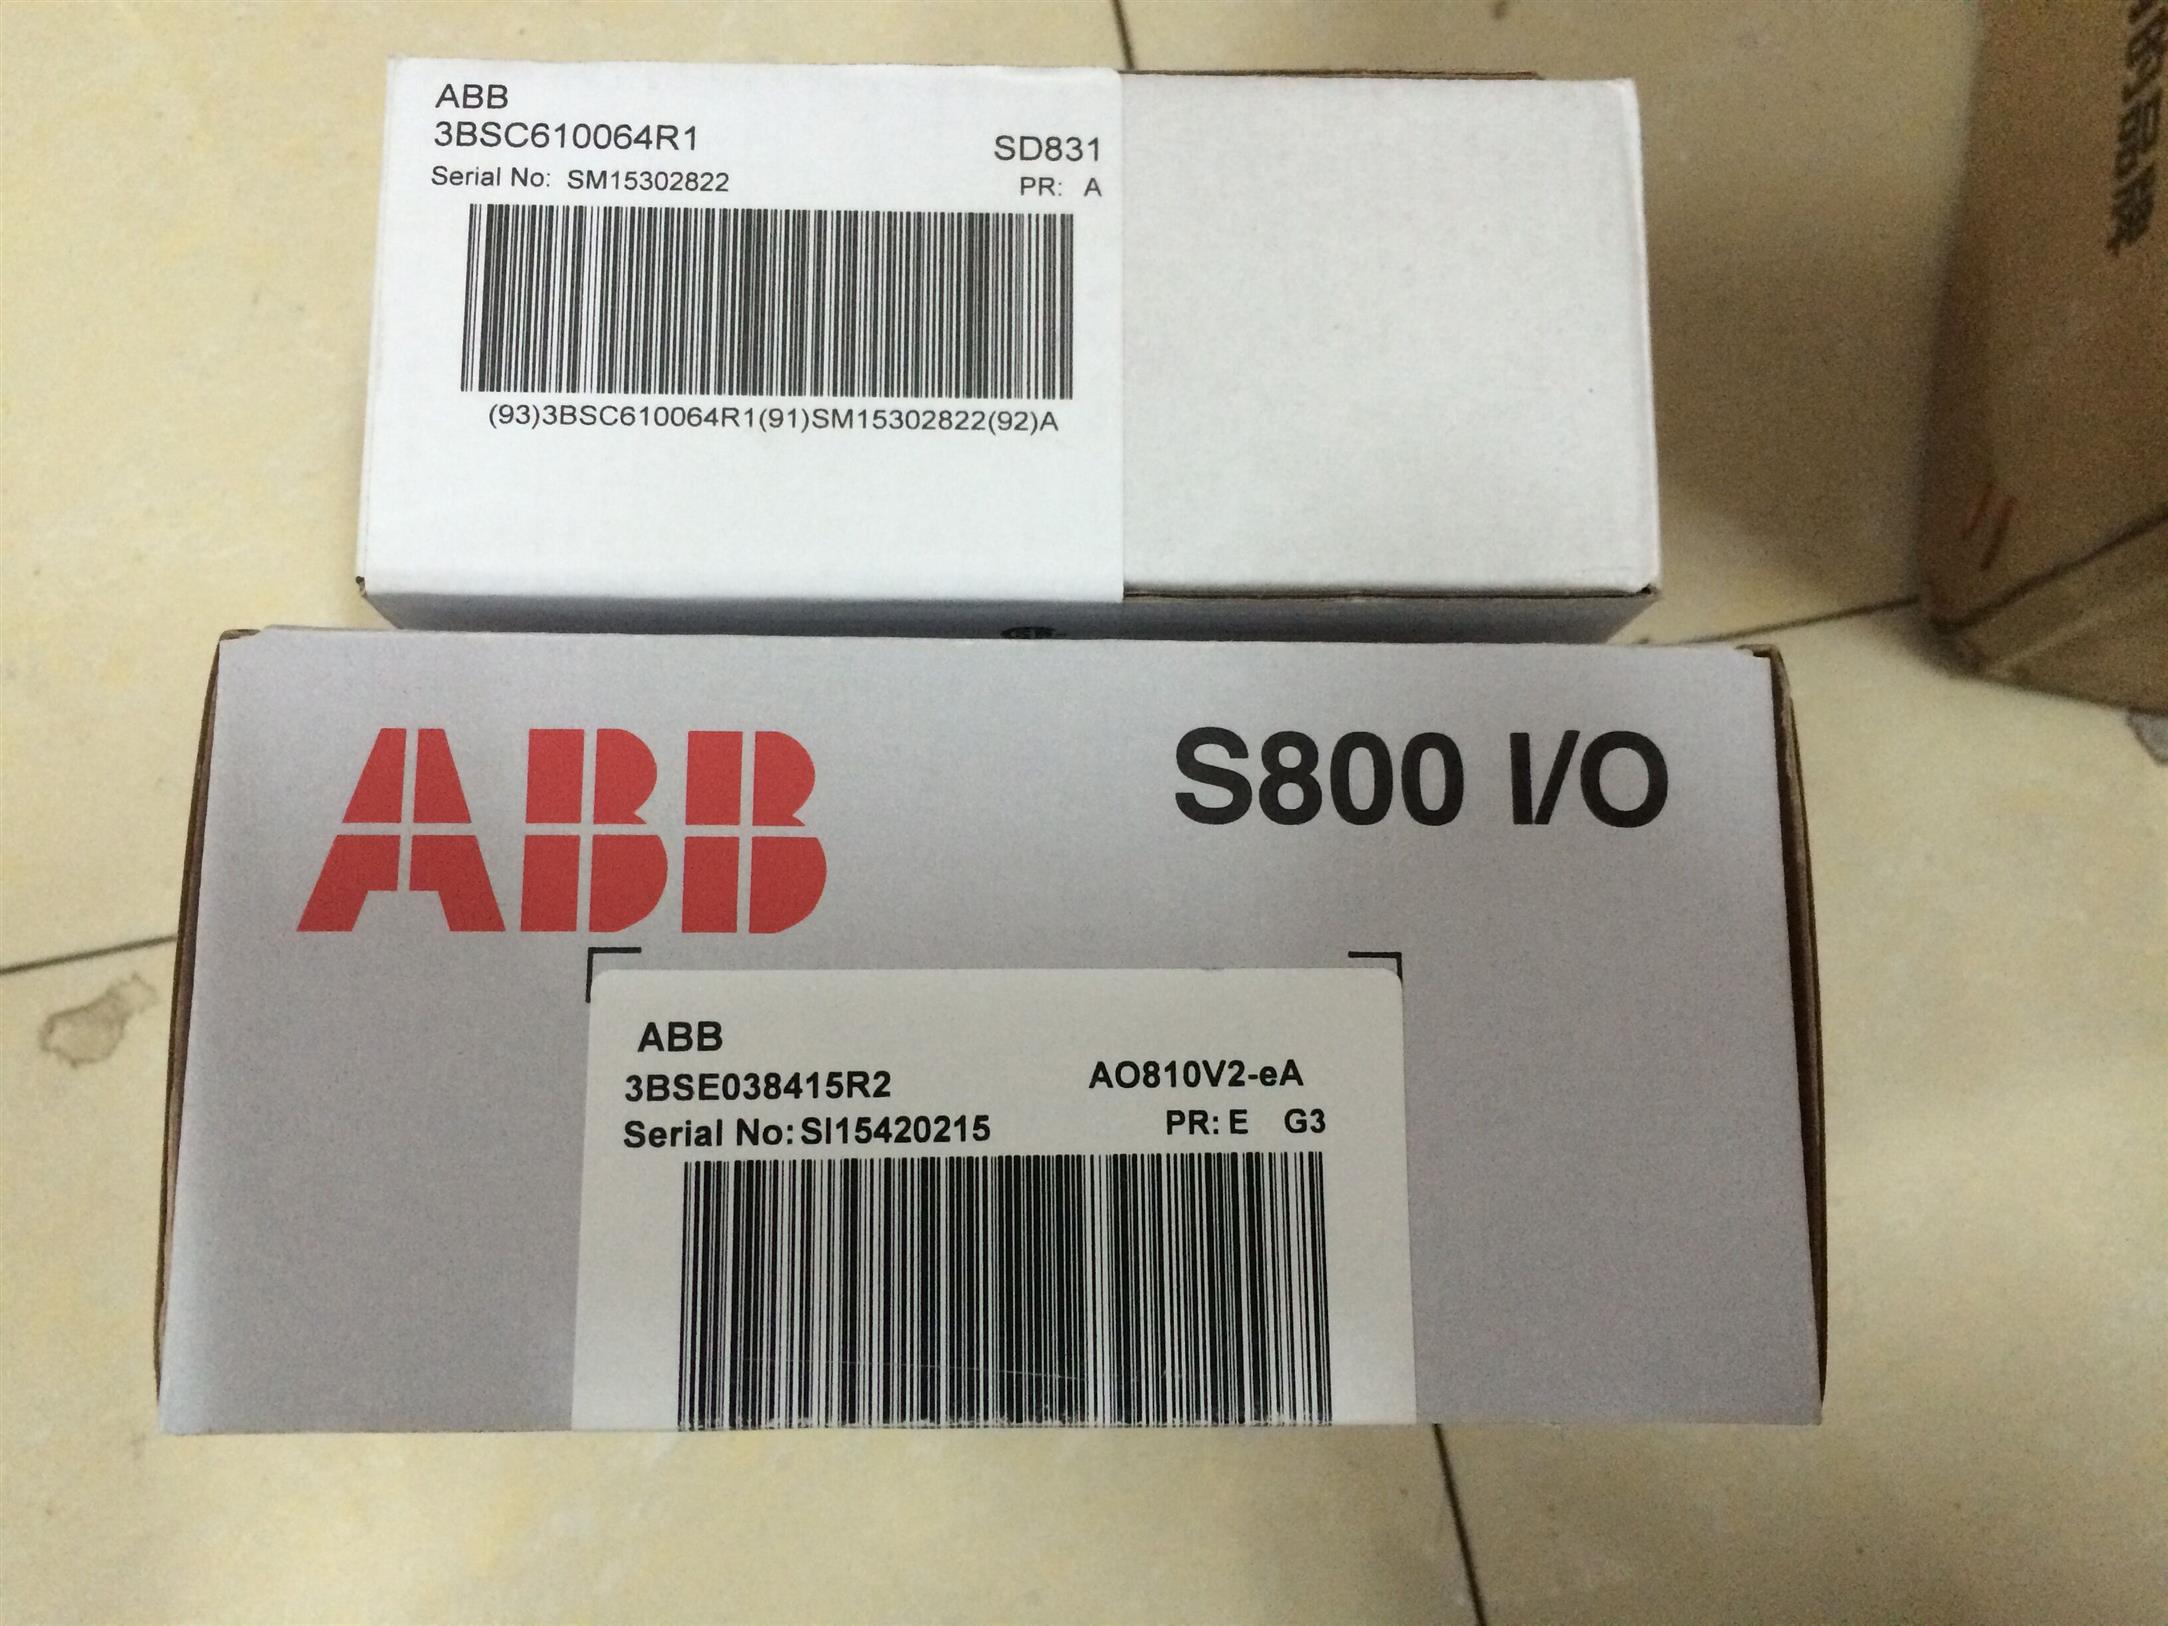 ABB
3BSC610064R1
SD831
Serial No: SM15302822
PR: A
(93)3BSC610064R1(91)SM15302822(92)A
ABB
S800 I/O
ABB
3BSE038415R2
AO810V2-eA
Serial No:SI15420215
PR: E G3